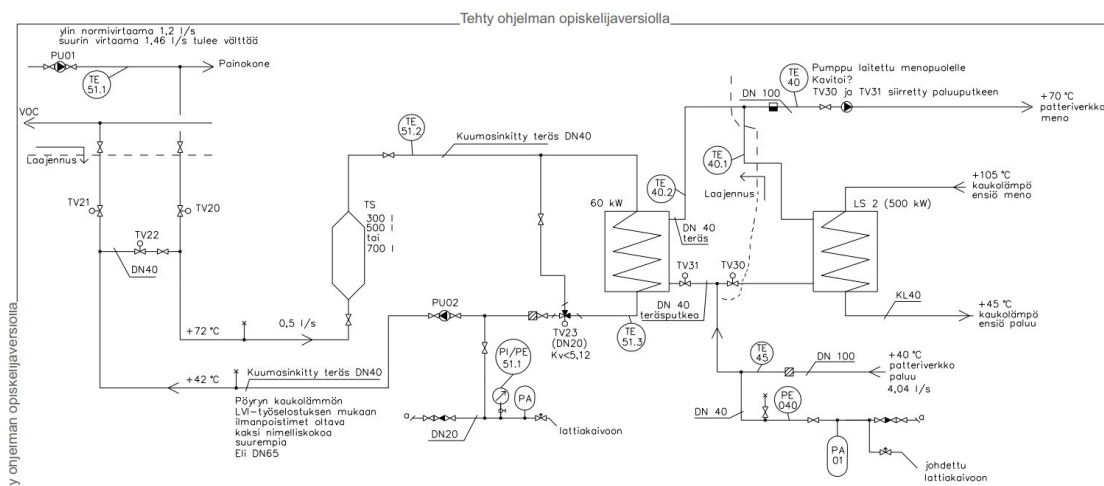 Tehty ohjelman opiskelijaversiolla
ylin normivirtaama 1,2 l/s
suurin virtaama 1,46 l/s tulee välttää
PU01
TE
51.1
Painokone
VOC
Laajennus
TV21
TV20
TV22
DN40
+72 °C
0,5 l/s
+42 °C
Kuumasinkitty teräs DN40
Pöyryn kaukolämmön
LVI-työselostuksen mukaan
ilmanpoistimet oltava
kaksi nimelliskokoa
suurempia
Eli DN65
TS
300 l
500 l
tai
700 l
TE
51.2
Kuumasinkitty teräs DN40
PU02
PI/PE
51.1
PA
DN20
a
lattiakaivoon
TV23
(DN20)
Kv<5,12
TE
51.3
60 kW
TE
40.2
DN 40
teräs
TV31
TV30
DN 40
teräsputkea
TE
40.1
Laajennus
DN 100
TE
40
Pumppu laitettu menopuolelle
Kavitoi?
TV30 ja TV31 siirretty paluuputkeen
+70 °C
patteriverkko
meno
LS 2 (500 kW)
+105 °C
kaukolämpö
ensiö meno
KL40
+45 °C
kaukolämpö
ensiö paluu
TE
45
DN 100
+40 °C
patteriverkko
paluu
4,04 l/s
DN 40
PE
040
a
PA
01
johdettu
lattiakaivoon
y ohjelman opiskelijaversiolla